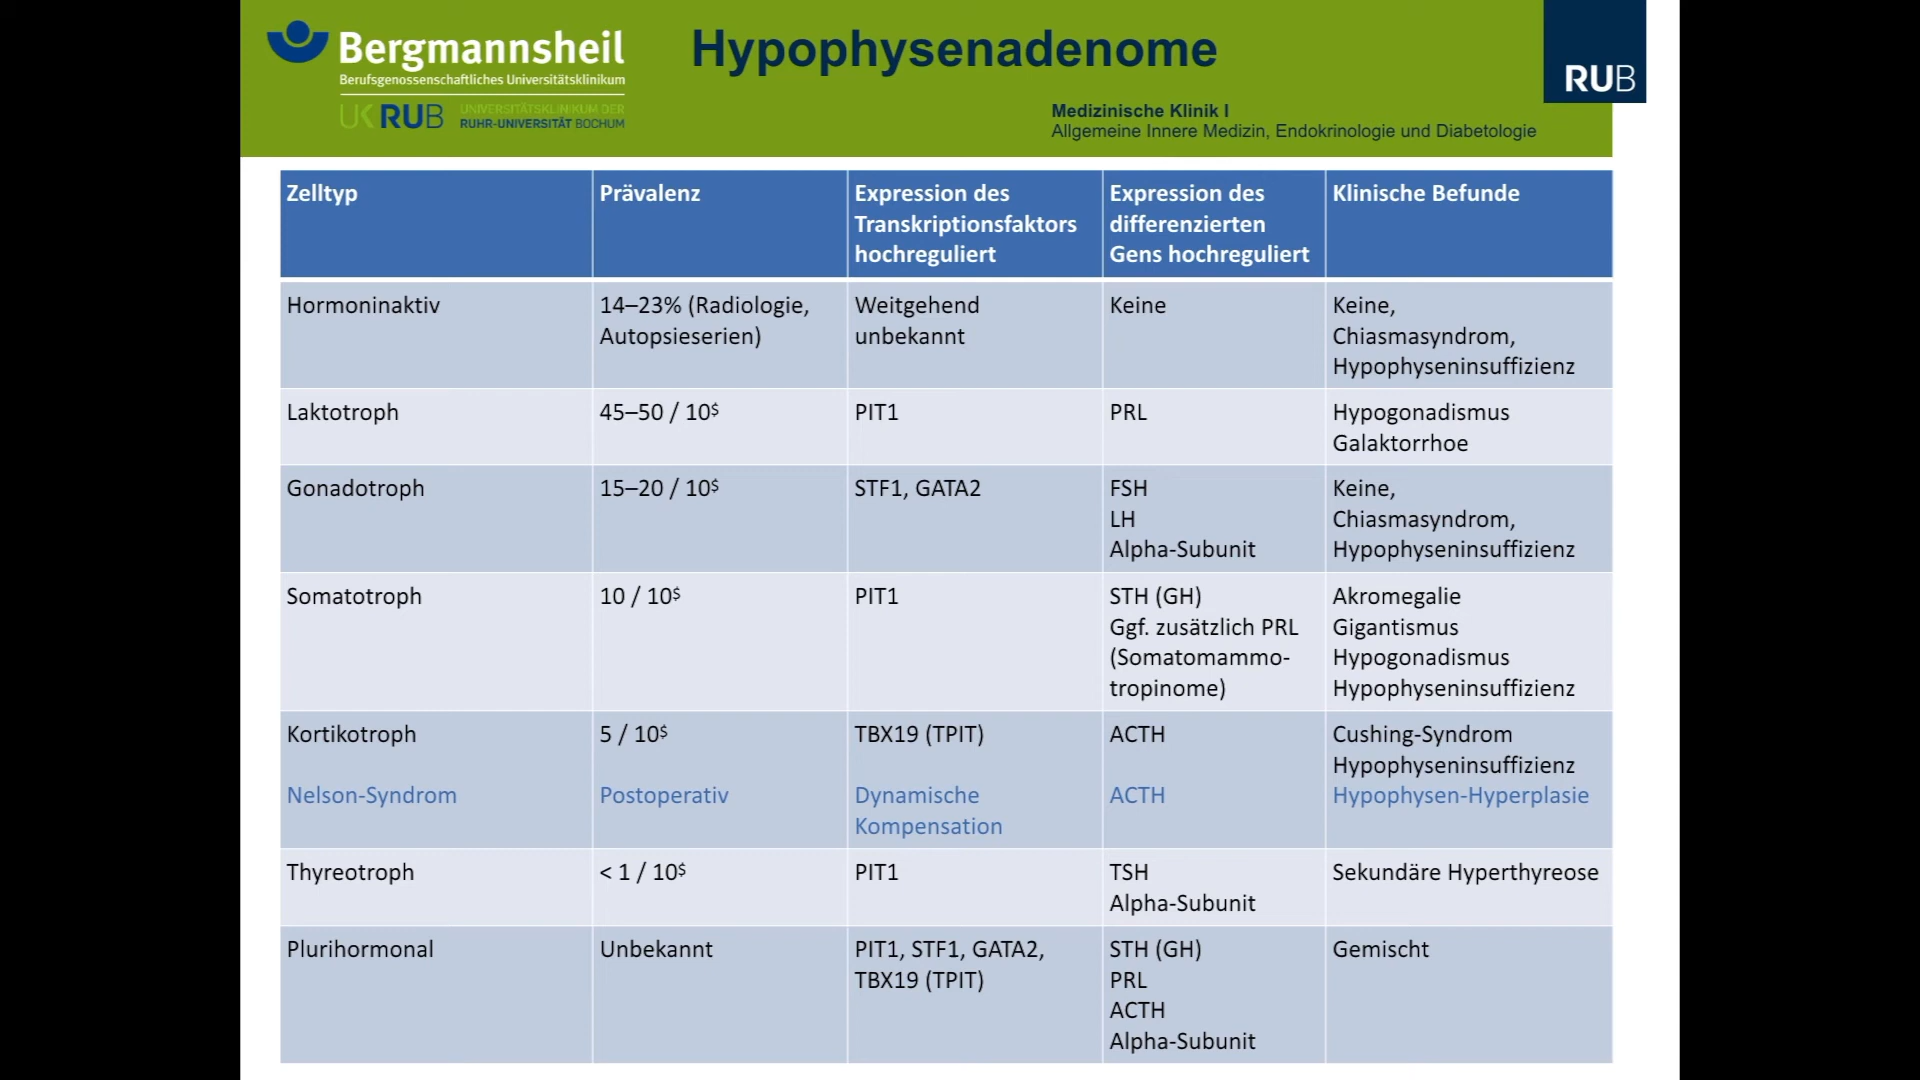 Bergmannsheil
Berufsgenossenschaftliches Universitätsklinikum
UK RUB UNIVERSITÄTSKLINIKUM DER
RUHR-UNIVERSITÄT BOCHUM
Hypophysenadenome
Medizinische Klinik I
Allgemeine Innere Medizin, Endokrinologie und Diabetologie
RUB
Zelltyp
Prävalenz
Expression des
Transkriptionsfaktors
hochreguliert
Expression des
differenzierten
Gens hochreguliert
Klinische Befunde
Hormoninaktiv
14–23% (Radiologie,
Autopsieserien)
Weitgehend
unbekannt
Keine
Keine,
Chiasmasyndrom,
Hypophyseninsuffizienz
Laktotroph
45–50 / 10$
PIT1
PRL
Hypogonadismus
Galaktorrhoe
Gonadotroph
15–20 / 10$
STF1, GATA2
FSH
LH
Alpha-Subunit
Keine,
Chiasmasyndrom,
Hypophyseninsuffizienz
Somatotroph
10 / 10$
PIT1
STH (GH)
Ggf. zusätzlich PRL
(Somatomammo-
tropinome)
Akromegalie
Gigantismus
Hypogonadismus
Hypophyseninsuffizienz
Kortikotroph
5 / 10$
TBX19 (TPIT)
ACTH
Cushing-Syndrom
Hypophyseninsuffizienz
Nelson-Syndrom
Postoperativ
Dynamische
Kompensation
ACTH
Hypophysen-Hyperplasie
Thyreotroph
< 1 / 10$
PIT1
TSH
Alpha-Subunit
Sekundäre Hyperthyreose
Plurihormonal
Unbekannt
PIT1, STF1, GATA2,
TBX19 (TPIT)
STH (GH)
PRL
ACTH
Alpha-Subunit
Gemischt